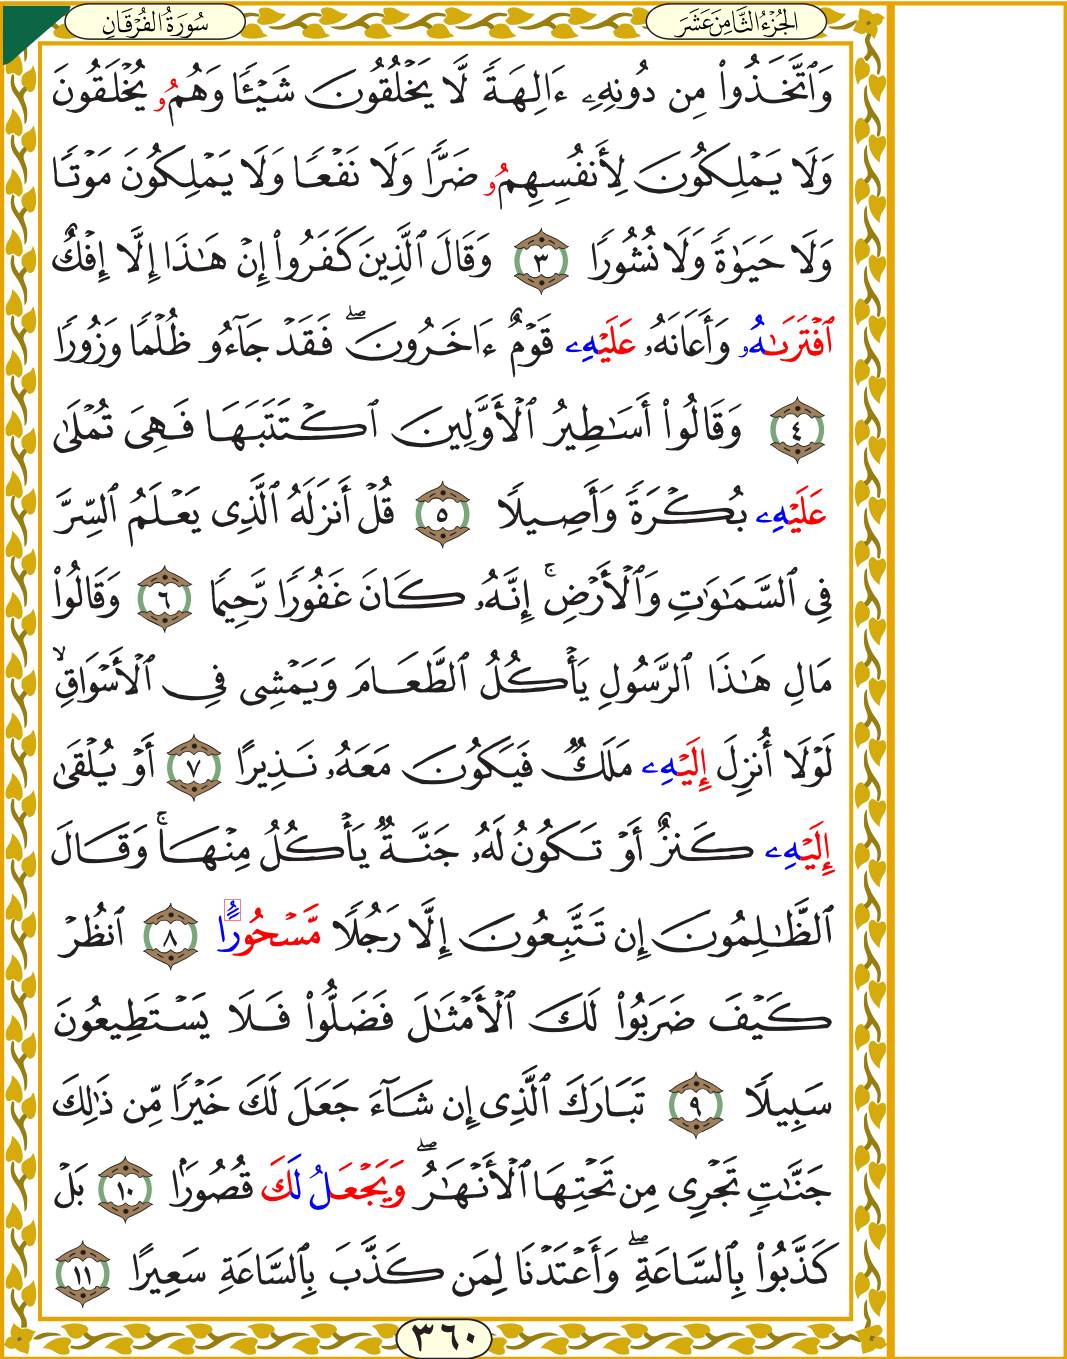 سُورَةُ الفُرْقَانِ
الجُزْءُ الثَّامِنَ عَشَرَ
وَٱتَّخَذُواْ مِن دُونِهِۦ ءَالِهَةٗ لَّا يَخۡلُقُونَ شَيۡـٔٗا وَهُمُۥ يُخۡلَقُونَ
وَلَا يَمۡلِكُونَ لِأَنفُسِهِمُۥ ضَرّٗا وَلَا نَفۡعٗا وَلَا يَمۡلِكُونَ مَوۡتٗا
وَلَا حَيَوٰةٗ وَلَا نُشُورٗا ٣ وَقَالَ ٱلَّذِينَ كَفَرُوٓاْ إِنۡ هَٰذَا إِلَّا إِفۡكٌ
ٱفۡتَرَىٰهُۥ وَأَعَانَهُۥ عَلَيۡهِۦ قَوۡمٌ ءَاخَرُونَۖ فَقَدۡ جَآءُو ظُلۡمٗا وَزُورٗا
٤ وَقَالُواْ أَسَٰطِيرُ ٱلۡأَوَّلِينَ ٱكۡتَتَبَهَا فَهِيَ تُمۡلَىٰ
عَلَيۡهِۦ بُكۡرَةٗ وَأَصِيلٗا ٥ قُلۡ أَنزَلَهُ ٱلَّذِي يَعۡلَمُ ٱلسِّرَّ
فِي ٱلسَّمَٰوَٰتِ وَٱلۡأَرۡضِۚ إِنَّهُۥ كَانَ غَفُورٗا رَّحِيمٗا ٦ وَقَالُواْ
مَالِ هَٰذَا ٱلرَّسُولِ يَأۡكُلُ ٱلطَّعَامَ وَيَمۡشِي فِي ٱلۡأَسۡوَاقِۙ
لَوۡلَا أُنزِلَ إِلَيۡهِۦ مَلَكٌ فَيَكُونَ مَعَهُۥ نَذِيرًا ٧ أَوۡ يُلۡقَىٰ
إِلَيۡهِۦ كَنزٌ أَوۡ تَكُونُ لَهُۥ جَنَّةٌ يَأۡكُلُ مِنۡهَاۚ وَقَالَ
ٱلظَّٰلِمُونَ إِن تَتَّبِعُونَ إِلَّا رَجُلٗا مَّسۡحُورًا ٨ ٱنظُرۡ
كَيۡفَ ضَرَبُواْ لَكَ ٱلۡأَمۡثَٰلَ فَضَلُّواْ فَلَا يَسۡتَطِيعُونَ
سَبِيلٗا ٩ تَبَارَكَ ٱلَّذِي إِن شَآءَ جَعَلَ لَكَ خَيۡرٗا مِّن ذَٰلِكَ
جَنَّٰتٖ تَجۡرِي مِن تَحۡتِهَا ٱلۡأَنۡهَٰرُۖ وَيَجۡعَلُ لَكَ قُصُورَۢا ١٠ بَلۡ
كَذَّبُواْ بِٱلسَّاعَةِۖ وَأَعۡتَدۡنَا لِمَن كَذَّبَ بِٱلسَّاعَةِ سَعِيرًا ١١
٣٦٠